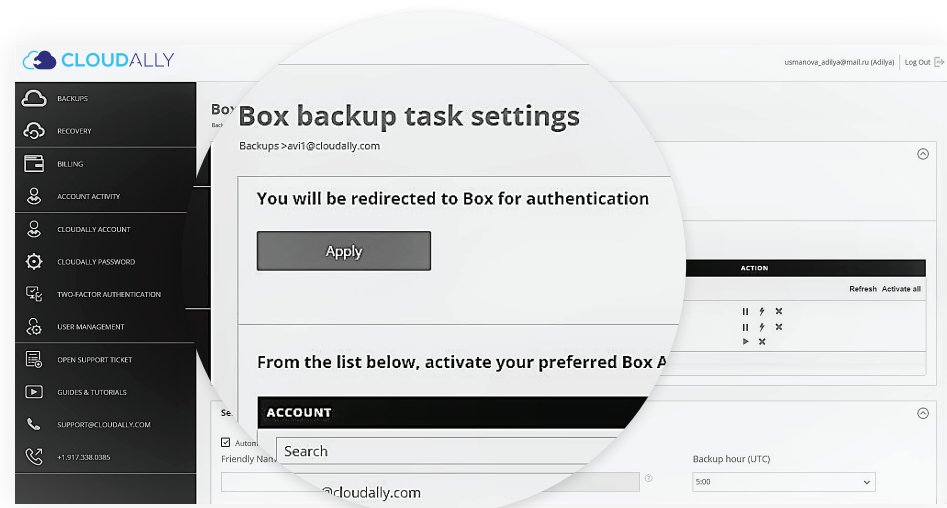 CLOUDALLY
usmanova_adilya@mail.ru (Adilya) Log Out
BACKUPS
RECOVERY
BILLING
ACCOUNT ACTIVITY
CLOUDALLY ACCOUNT
CLOUDALLY PASSWORD
TWO-FACTOR AUTHENTICATION
USER MANAGEMENT
OPEN SUPPORT TICKET
GUIDES & TUTORIALS
SUPPORT@CLOUDALLY.COM
+1.917.338.0385
Box
Box backup task settings
Backups >avi1@cloudally.com
You will be redirected to Box for authentication
Apply
ACTION
Refresh Activate all
From the list below, activate your preferred Box A
ACCOUNT
Search
@cloudally.com
Se
Autom
Friendly Nam
Backup hour (UTC)
5:00